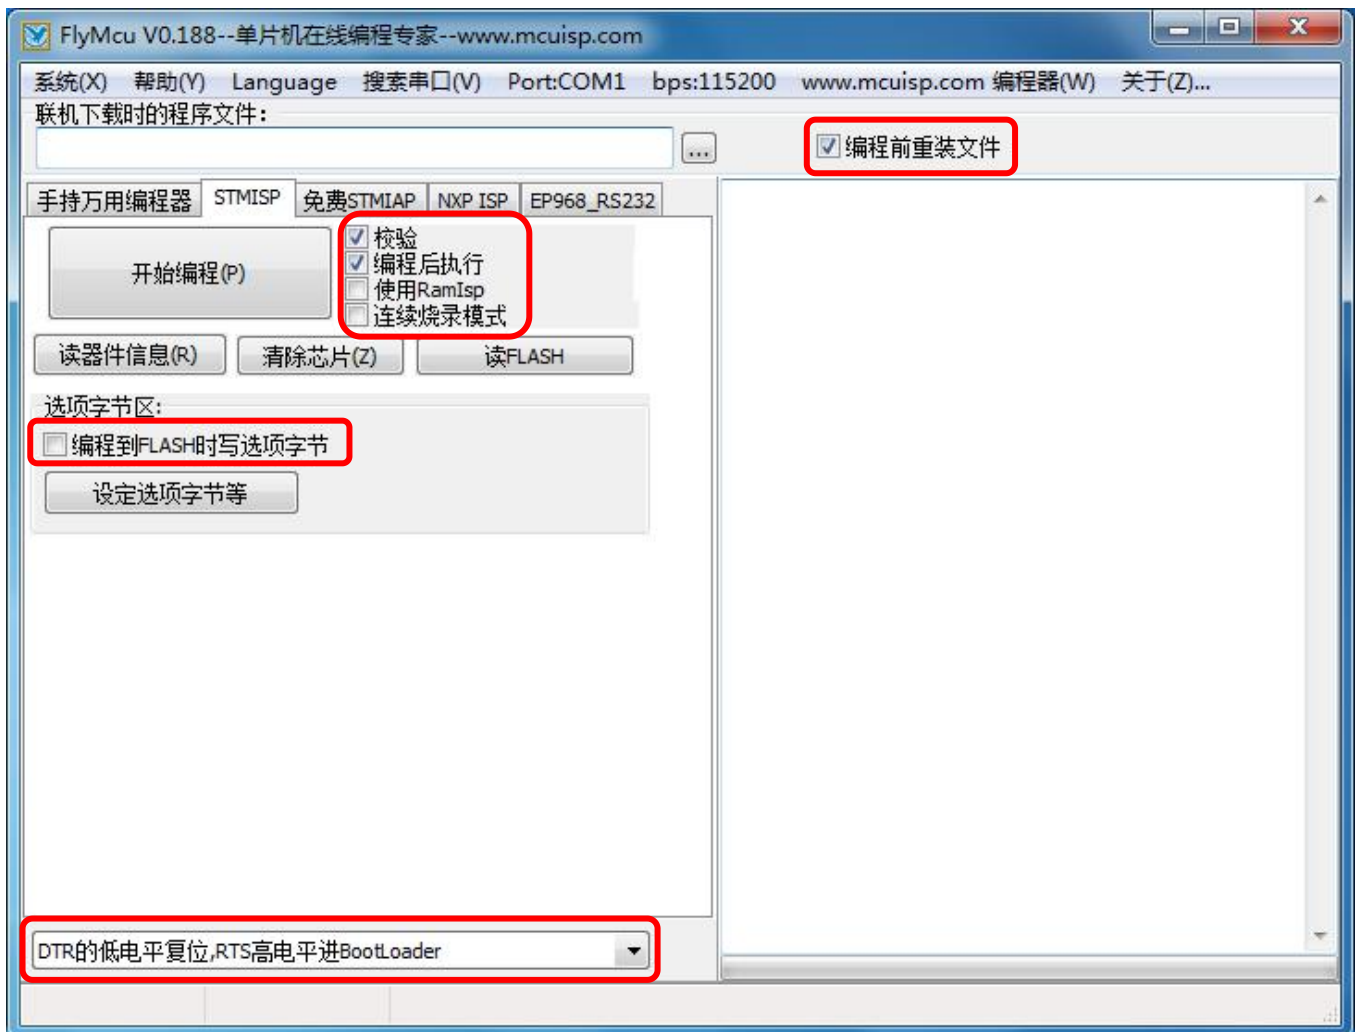 FlyMcu V0.188--单片机在线编程专家--www.mcuisp.com
系统(X) 帮助(Y) Language 搜素串口(V) Port:COM1 bps:115200 www.mcuisp.com 编程器(W) 关于(Z)...
联机下载时的程序文件:
...
编程前重装文件
手持万用编程器 STMISP 免费STMIAP NXP ISP EP968_RS232
开始编程(P)
校验
编程后执行
使用RamIsp
连续烧录模式
读器件信息(R) 清除芯片(Z) 读FLASH
选项字节区:
编程到FLASH时写选项字节
设定选项字节等
DTR的低电平复位,RTS高电平进BootLoader